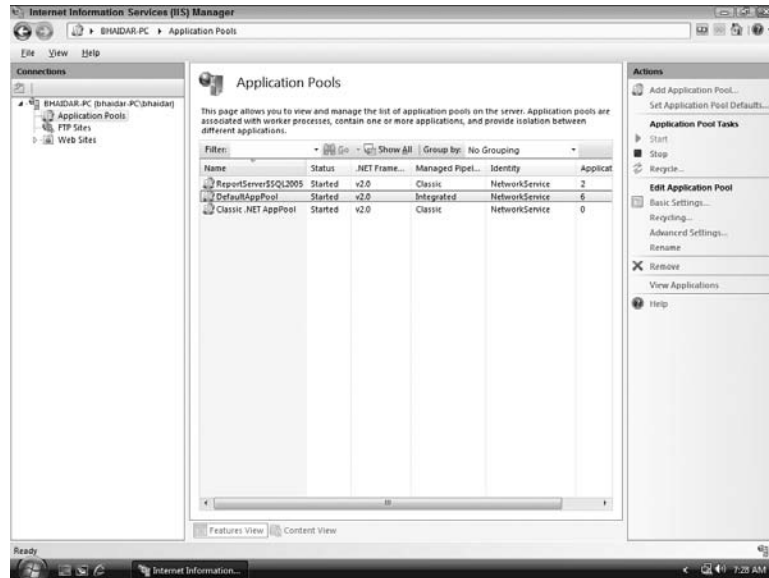 Internet Information Services (IIS) Manager
BHAIDAR-PC Application Pools
File View Help
Connections
BHAIDAR-PC (bhaidar-PC\bhaidar)
Application Pools
FTP Sites
Web Sites
Application Pools
This page allows you to view and manage the list of application pools on the server. Application pools are
associated with worker processes, contain one or more applications, and provide isolation between
different applications.
Filter: Go Show All Group by: No Grouping
Name Status .NET Frame... Managed Pipel... Identity Applicat
ReportServer$SQL2005 Started v2.0 Classic NetworkService 2
DefaultAppPool Started v2.0 Integrated NetworkService 6
Classic .NET AppPool Started v2.0 Classic NetworkService 0
Features View Content View
Actions
Add Application Pool...
Set Application Pool Defaults...
Application Pool Tasks
Start
Stop
Recycle...
Edit Application Pool
Basic Settings...
Recycling...
Advanced Settings...
Rename
Remove
View Applications
Help
Ready
Internet Information... 7:28 AM